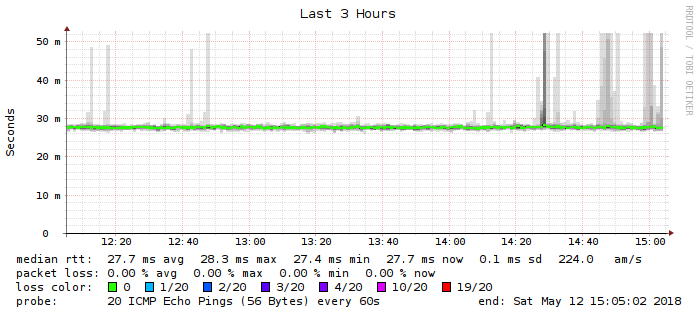 Last 3 Hours
RRDTOOL / TOBI OETIKER
Seconds
50 m
40 m
30 m
20 m
10 m
0
12:20 12:40 13:00 13:20 13:40 14:00 14:20 14:40 15:00
median rtt: 27.7 ms avg 28.3 ms max 27.4 ms min 27.7 ms now 0.1 ms sd 224.0 am/s
packet loss: 0.00 % avg 0.00 % max 0.00 % min 0.00 % now
loss color: 0 1/20 2/20 3/20 4/20 10/20 19/20
probe: 20 ICMP Echo Pings (56 Bytes) every 60s end: Sat May 12 15:05:02 2018